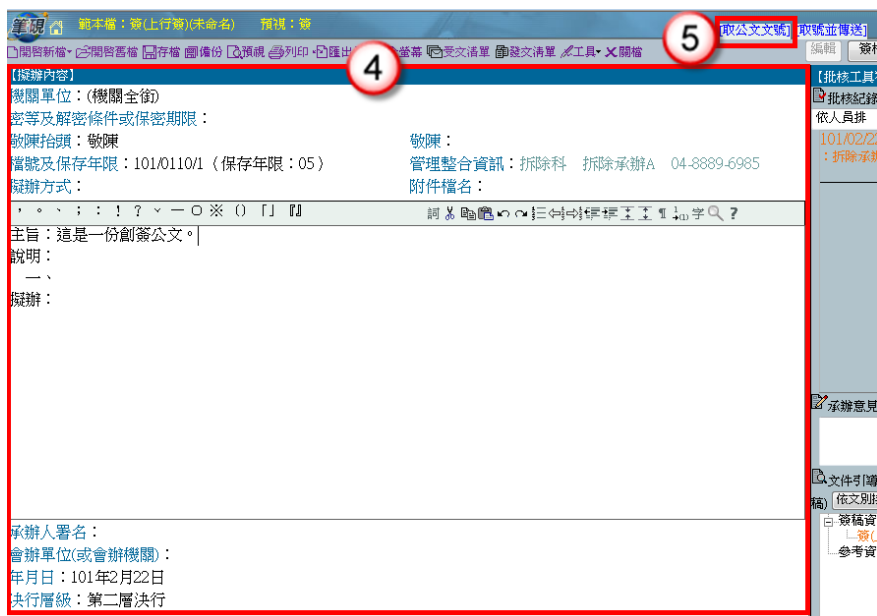 筆硯 範本檔：簽(上行簽)(未命名) 預視：簽
5 [取公文文號] [取號並傳送]
開啟新檔 開啟舊檔 存檔 備份 預視 列印 匯出 螢幕 受文清單 發文清單 工具 關檔 編輯
4
【擬辦內容】
機關單位：(機關全銜)
密等及解密條件或保密期限：
敬陳抬頭：敬陳 敬陳：
檔號及保存年限：101/0110/1（保存年限：05） 管理整合資訊：拆除科 拆除承辦A 04-8889-6985
擬辦方式： 附件檔名：
，。、；：！？ˇ—○※（）「」『』 詞 字 ?
主旨：這是一份創簽公文。
說明：
一、
擬辦：
承辦人署名：
會辦單位(或會辦機關)：
年月日：101年2月22日
決行層級：第二層決行
【批核工具
批核紀錄
依人員排
101/02/22
：拆除承辦
承辦意見
文件引導
稿) 依文別
簽稿資
簽(
參考資